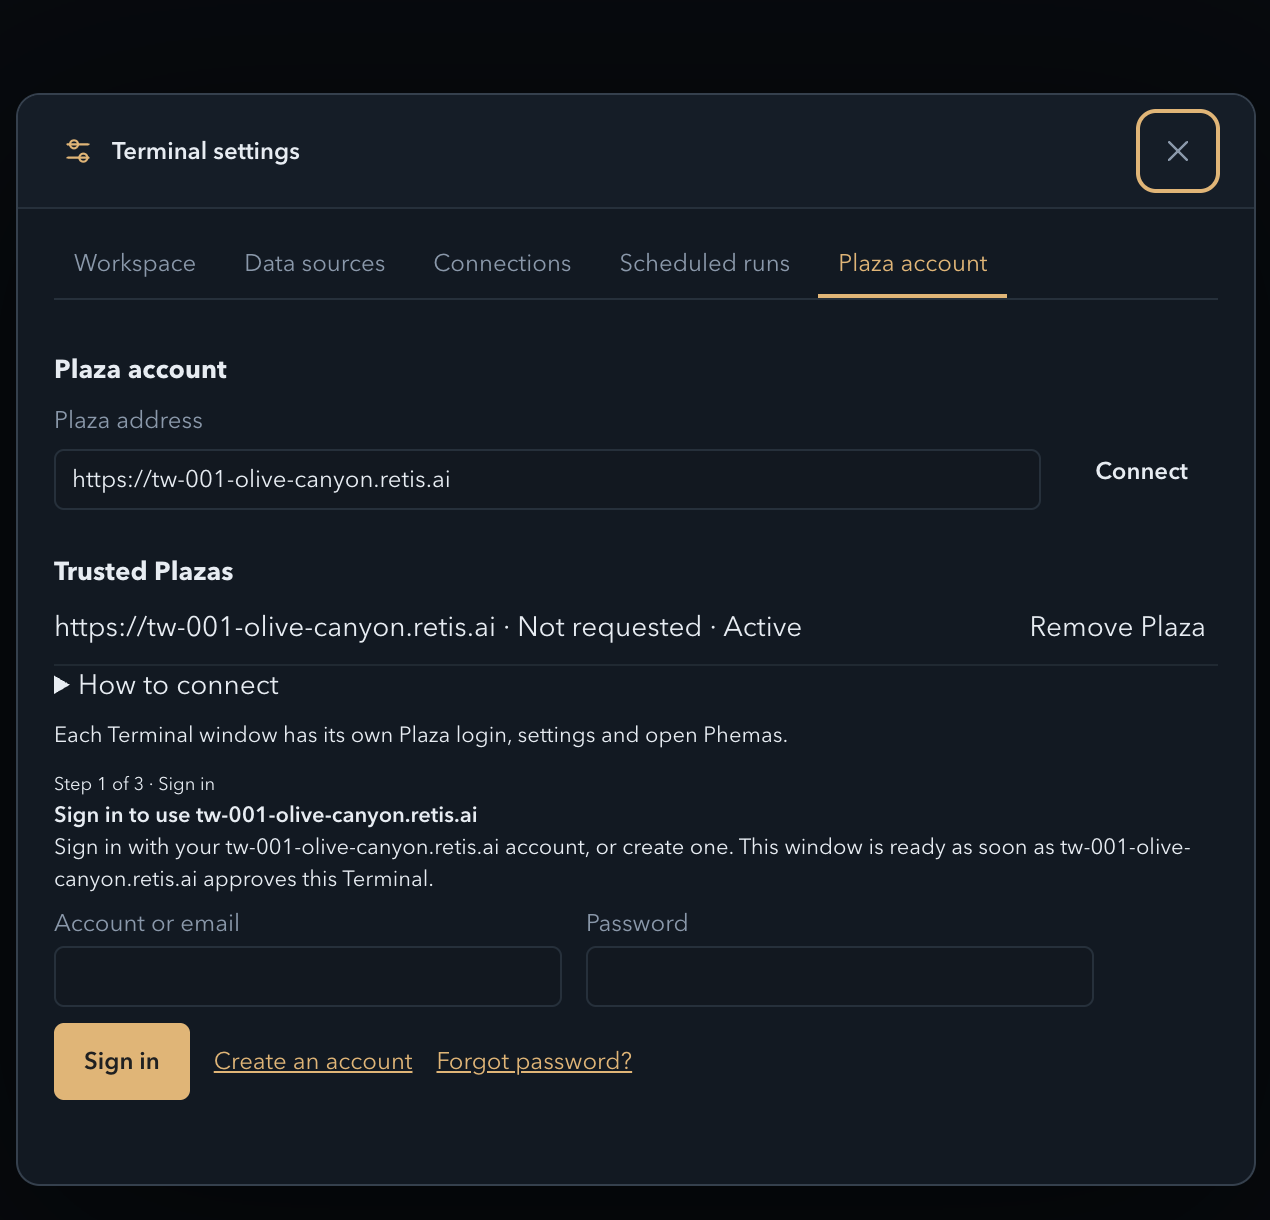 Terminal settings
Workspace
Data sources
Connections
Scheduled runs
Plaza account
Plaza account
Plaza address
https://tw-001-olive-canyon.retis.ai
Connect
Trusted Plazas
https://tw-001-olive-canyon.retis.ai · Not requested · Active
Remove Plaza
How to connect
Each Terminal window has its own Plaza login, settings and open Phemas.
Step 1 of 3 · Sign in
Sign in to use tw-001-olive-canyon.retis.ai
Sign in with your tw-001-olive-canyon.retis.ai account, or create one. This window is ready as soon as tw-001-olive-
canyon.retis.ai approves this Terminal.
Account or email
Password
Sign in
Create an account
Forgot password?